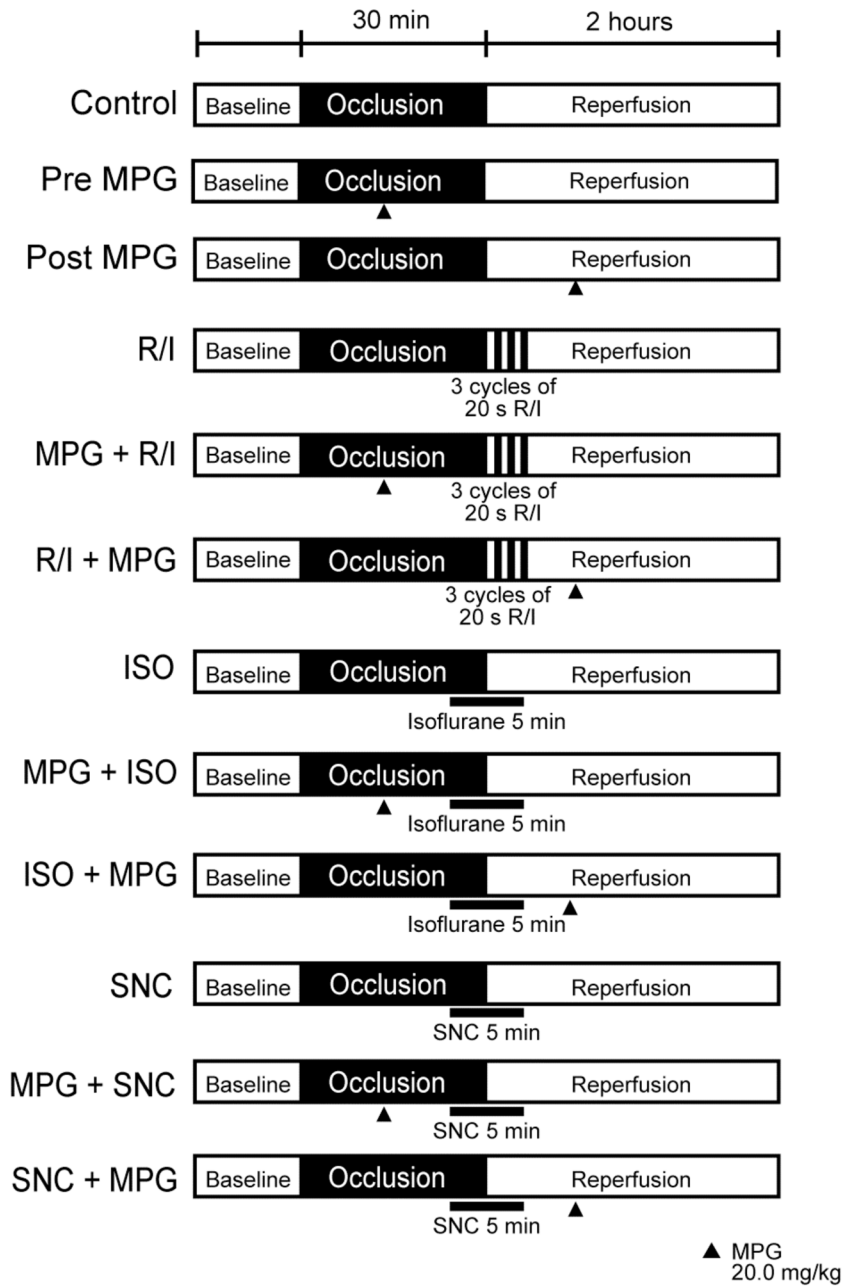 30 min 2 hours
Control Baseline Occlusion Reperfusion
Pre MPG Baseline Occlusion Reperfusion
Post MPG Baseline Occlusion Reperfusion
R/I Baseline Occlusion Reperfusion
3 cycles of
20 s R/I
MPG + R/I Baseline Occlusion Reperfusion
3 cycles of
20 s R/I
R/I + MPG Baseline Occlusion Reperfusion
3 cycles of
20 s R/I
ISO Baseline Occlusion Reperfusion
Isoflurane 5 min
MPG + ISO Baseline Occlusion Reperfusion
Isoflurane 5 min
ISO + MPG Baseline Occlusion Reperfusion
Isoflurane 5 min
SNC Baseline Occlusion Reperfusion
SNC 5 min
MPG + SNC Baseline Occlusion Reperfusion
SNC 5 min
SNC + MPG Baseline Occlusion Reperfusion
SNC 5 min
▲ MPG
20.0 mg/kg